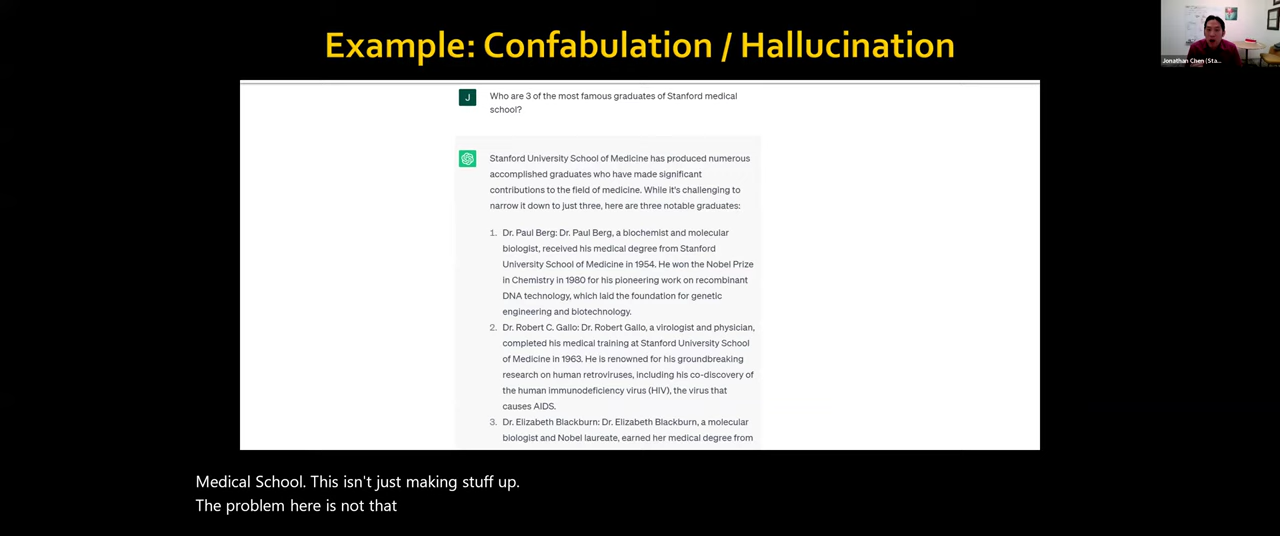 Example: Confabulation / Hallucination
Jonathan Chen (Sta...
J
Who are 3 of the most famous graduates of Stanford medical
school?
Stanford University School of Medicine has produced numerous
accomplished graduates who have made significant
contributions to the field of medicine. While it's challenging to
narrow it down to just three, here are three notable graduates:
1. Dr. Paul Berg: Dr. Paul Berg, a biochemist and molecular
biologist, received his medical degree from Stanford
University School of Medicine in 1954. He won the Nobel Prize
in Chemistry in 1980 for his pioneering work on recombinant
DNA technology, which laid the foundation for genetic
engineering and biotechnology.
2. Dr. Robert C. Gallo: Dr. Robert Gallo, a virologist and physician,
completed his medical training at Stanford University School
of Medicine in 1963. He is renowned for his groundbreaking
research on human retroviruses, including his co-discovery of
the human immunodeficiency virus (HIV), the virus that
causes AIDS.
3. Dr. Elizabeth Blackburn: Dr. Elizabeth Blackburn, a molecular
biologist and Nobel laureate, earned her medical degree from
Medical School. This isn't just making stuff up.
The problem here is not that